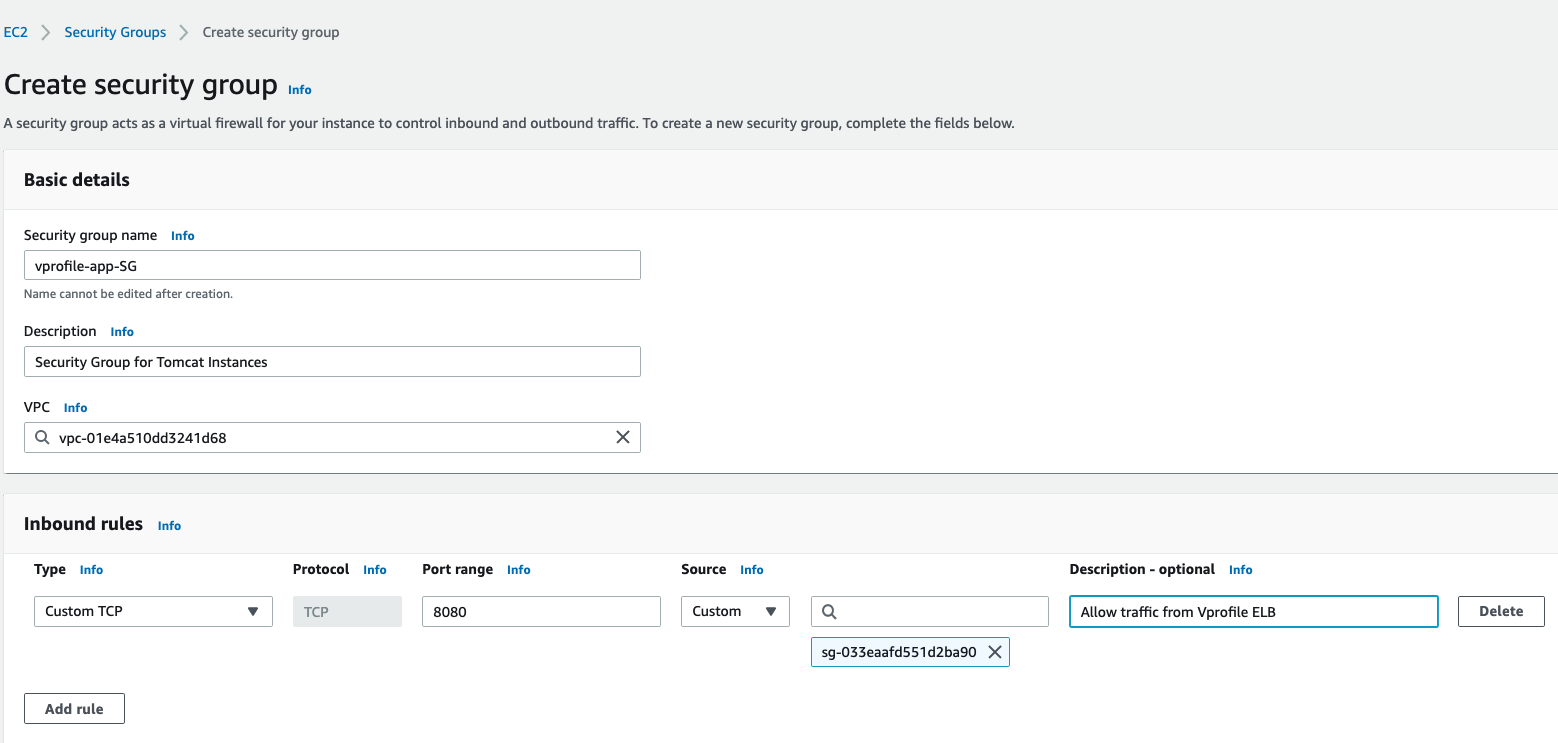 EC2 > Security Groups > Create security group
Create security group Info
A security group acts as a virtual firewall for your instance to control inbound and outbound traffic. To create a new security group, complete the fields below.
Basic details
Security group name Info
vprofile-app-SG
Name cannot be edited after creation.
Description Info
Security Group for Tomcat Instances
VPC Info
vpc-01e4a510dd3241d68
Inbound rules Info
Type Info Protocol Info Port range Info Source Info Description - optional Info
Custom TCP TCP 8080 Custom Allow traffic from Vprofile ELB Delete
sg-033eaafd551d2ba90
Add rule